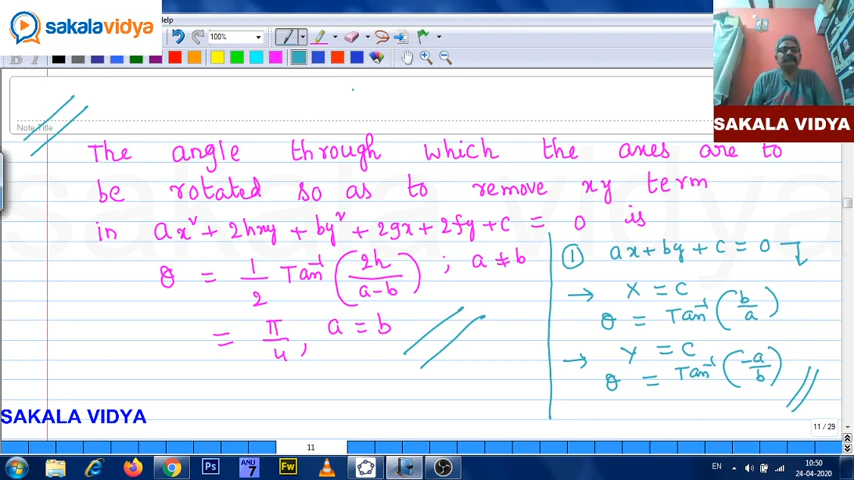 sakalavidya
Help
100%
SAKALA VIDYA
Note Title
The angle through which the axes are to
be rotated so as to remove xy term
in ax² + 2hxy + by² + 2gx + 2fy + c = 0 is
θ = 1/2 Tan⁻¹ (2h/(a-b)) ; a ≠ b
= π/4, a = b
① ax + by + c = 0
→ X = C
θ = Tan⁻¹ (b/a)
→ Y = C
θ = Tan⁻¹ (-a/b)
SAKALA VIDYA
11 / 29
11
EN
10:50
24-04-2020